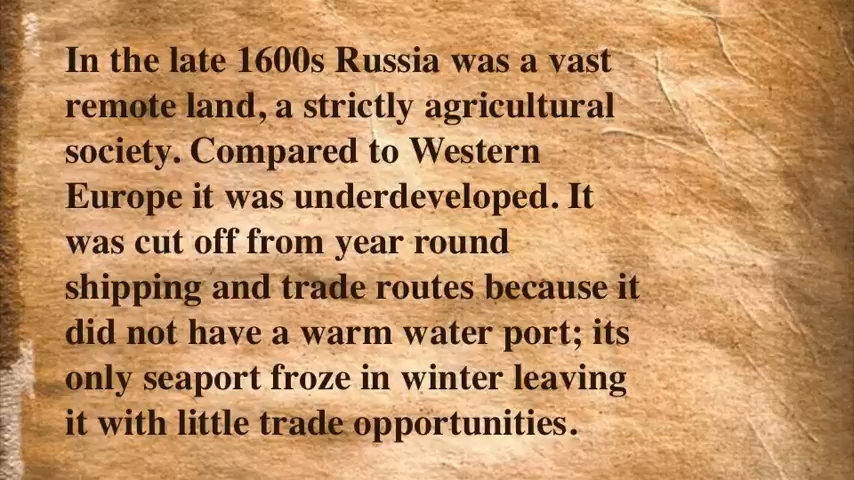 In the late 1600s Russia was a vast
remote land, a strictly agricultural
society. Compared to Western
Europe it was underdeveloped. It
was cut off from year round
shipping and trade routes because it
did not have a warm water port; its
only seaport froze in winter leaving
it with little trade opportunities.